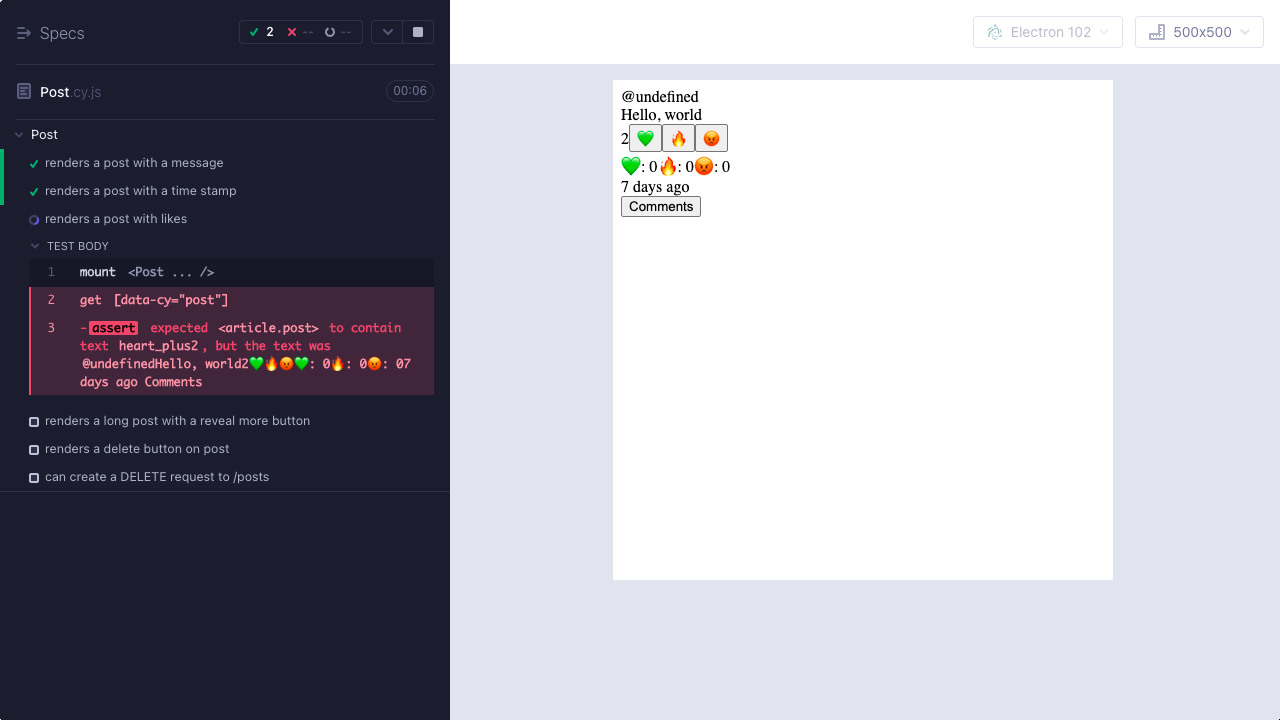 Specs
2 -- --
Post.cy.js 00:06
Post
renders a post with a message
renders a post with a time stamp
renders a post with likes
TEST BODY
1 mount <Post ... />
2 get [data-cy="post"]
3 -assert expected <article.post> to contain
text heart_plus2, but the text was
@undefinedHello, world2💚🔥😡💚: 0🔥: 0😡: 07
days ago Comments
renders a long post with a reveal more button
renders a delete button on post
can create a DELETE request to /posts
Electron 102
500x500
@undefined
Hello, world
2💚🔥😡
💚: 0🔥: 0😡: 0
7 days ago
Comments